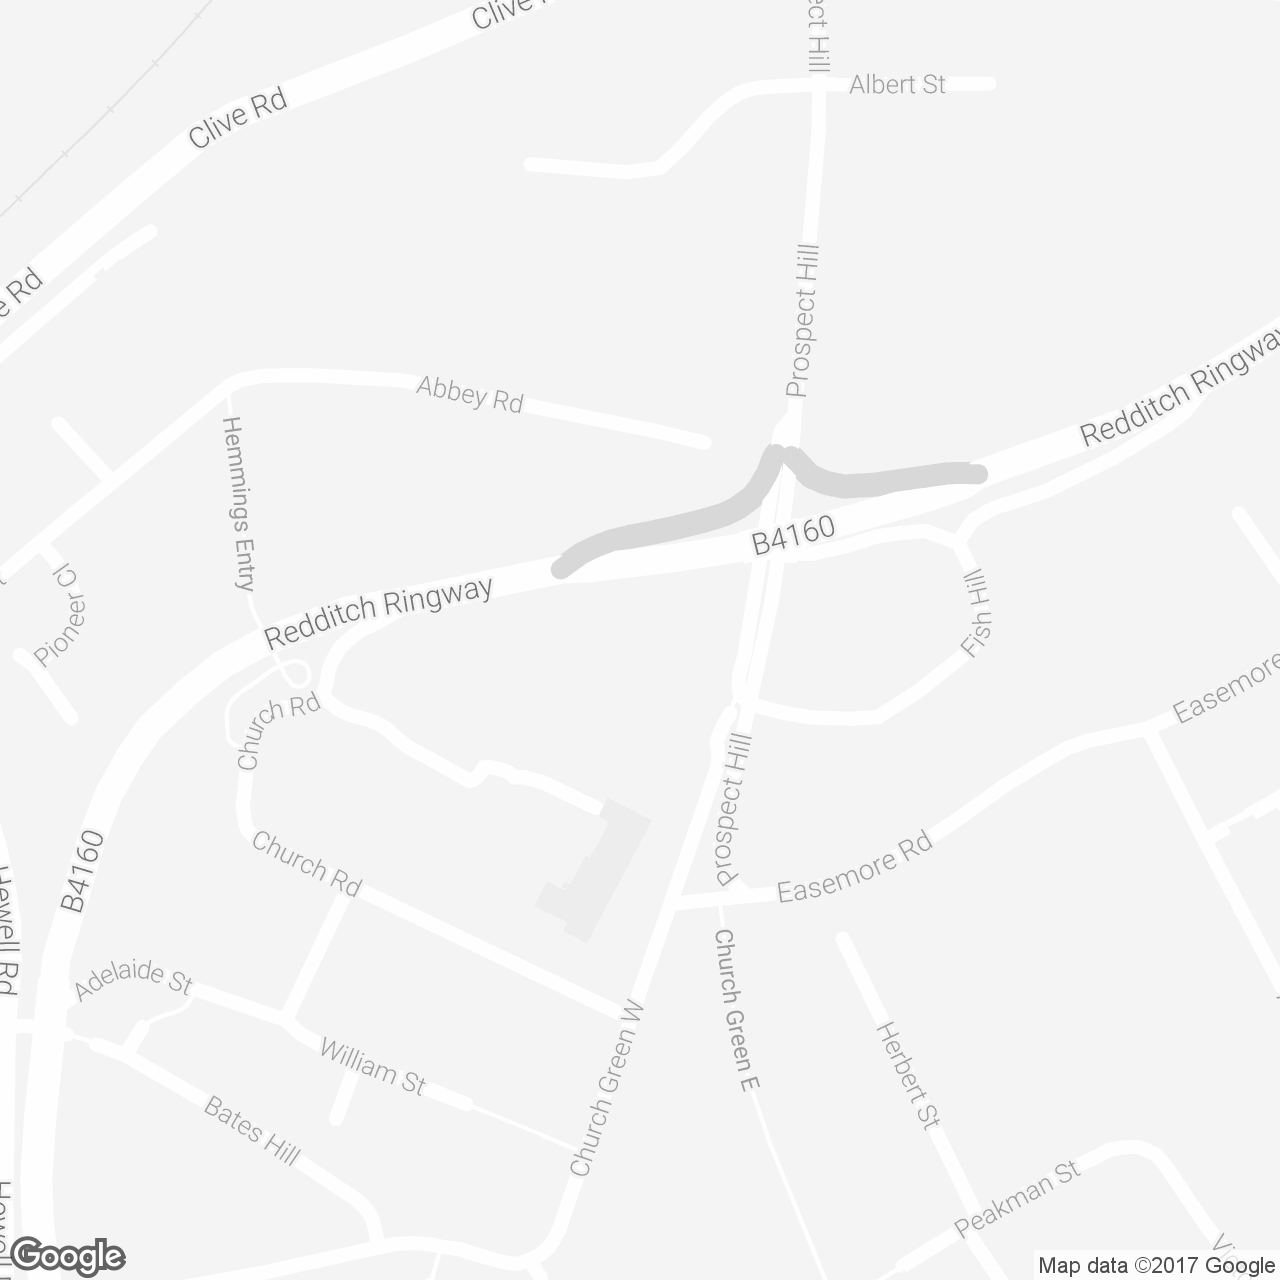 Clive
ect Hill
Albert St
Clive Rd
e Rd
Prospect Hill
Redditch Ringway
Abbey Rd
Hemmings Entry
B4160
Pioneer Cl
Redditch Ringway
Fish Hill
Easemore
Church Rd
Prospect Hill
B4160
Church Rd
Easemore Rd
Hewell Rd
Adelaide St
Church Green W
Church Green E
Herbert St
William St
Bates Hill
Peakman St
Google
Map data ©2017 Google